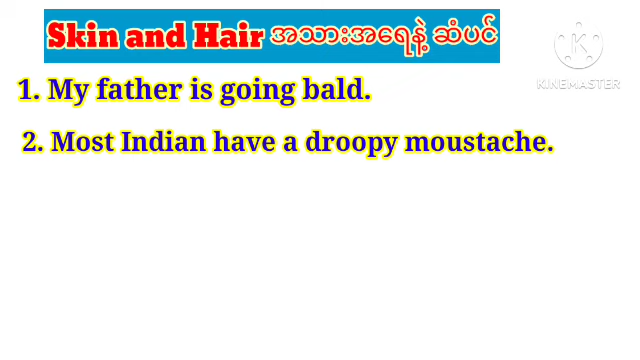 Skin and Hair အသားအရေနဲ့ ဆံပင်
1. My father is going bald.
2. Most Indian have a droopy moustache.
KINEMASTER